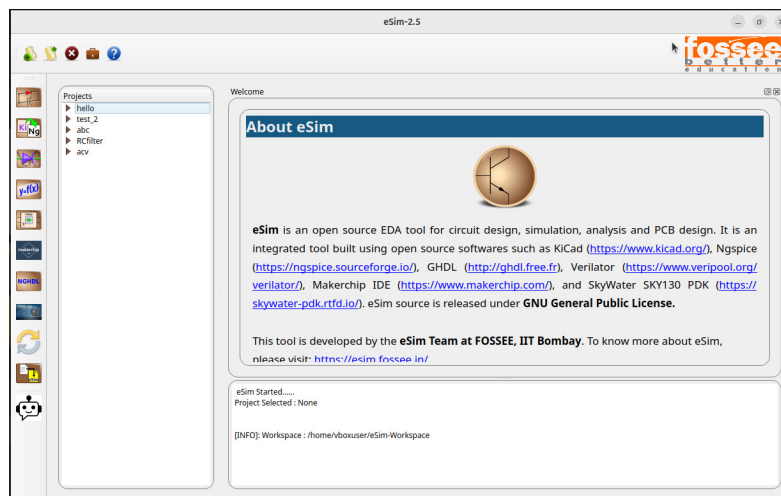 eSim-2.5
fossee
better
education
Projects
hello
test_2
abc
RCfilter
acv
Ki Ng
y=f(x)
makerchip
NGHDL
Welcome
About eSim
eSim is an open source EDA tool for circuit design, simulation, analysis and PCB design. It is an
integrated tool built using open source softwares such as KiCad (https://www.kicad.org/), Ngspice
(https://ngspice.sourceforge.io/), GHDL (http://ghdl.free.fr), Verilator (https://www.veripool.org/
verilator/), Makerchip IDE (https://www.makerchip.com/), and SkyWater SKY130 PDK (https://
skywater-pdk.rtfd.io/). eSim source is released under GNU General Public License.
This tool is developed by the eSim Team at FOSSEE, IIT Bombay. To know more about eSim,
please visit: https://esim.fossee.in/
eSim Started......
Project Selected : None
[INFO]: Workspace : /home/vboxuser/eSim-Workspace